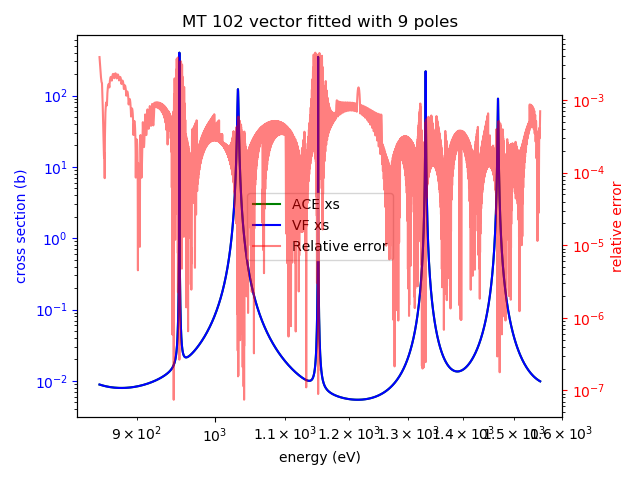 MT 102 vector fitted with 9 poles
cross section (b)
10²
10¹
10⁰
10⁻¹
10⁻²
ACE xs
VF xs
Relative error
10⁻³
10⁻⁴
10⁻⁵
10⁻⁶
10⁻⁷
relative error
9 × 10² 10³ 1.1 × 10³ 1.2 × 10³ 1.3 × 10³ 1.4 × 10³ 1.5 × 10³ 1.6 × 10³
energy (eV)